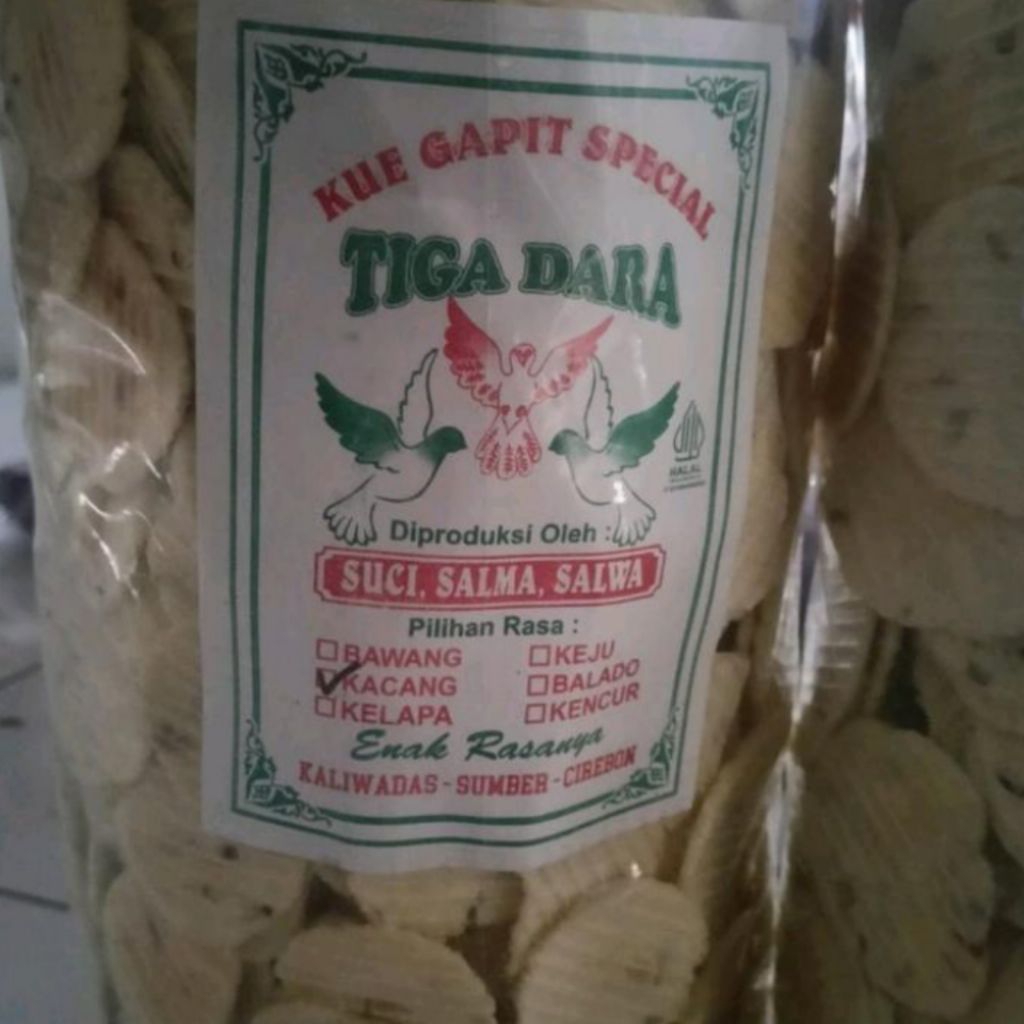 KUE GAPIT SPECIAL
TIGA DARA
HALAL
Diproduksi Oleh :
SUCI, SALMA, SALWA
Pilihan Rasa :
BAWANG
KEJU
KACANG
BALADO
KELAPA
KENCUR
Enak Rasanya
KALIWADAS - SUMBER - CIREBON